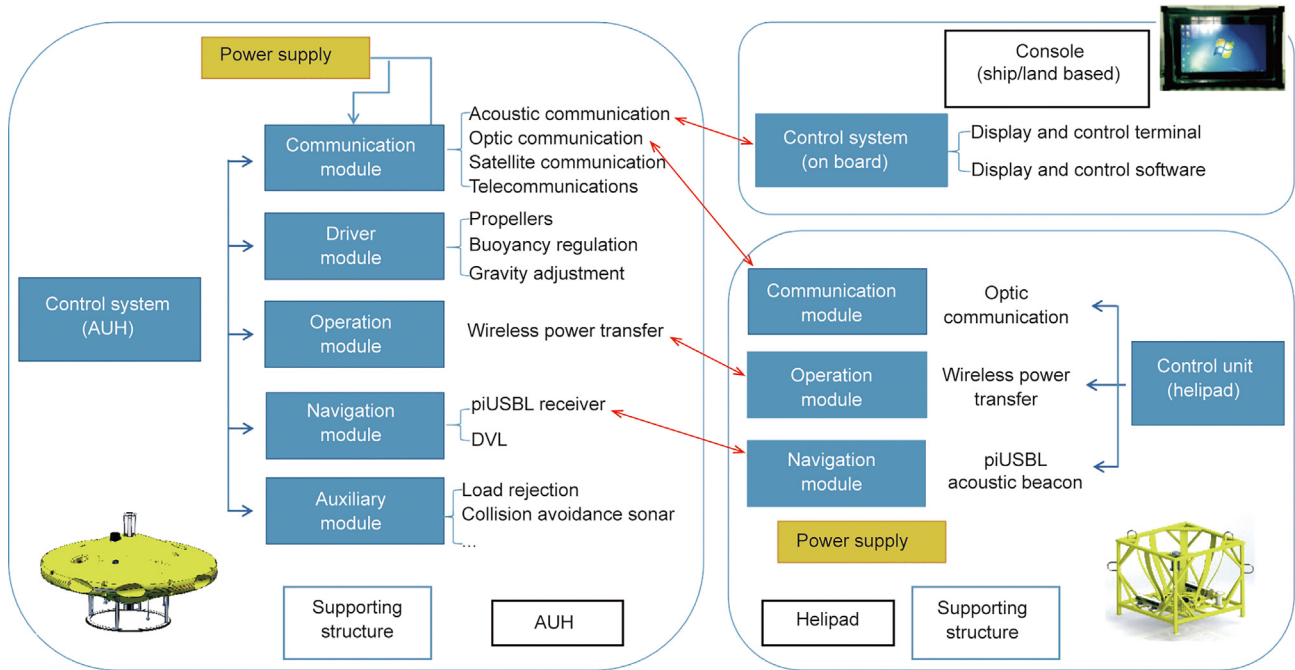 Power supply
Communication
module
Acoustic communication
Optic communication
Satellite communication
Telecommunications
Driver
module
Propellers
Buoyancy regulation
Gravity adjustment
Control system
(AUH)
Operation
module
Wireless power transfer
Navigation
module
piUSBL receiver
DVL
Auxiliary
module
Load rejection
Collision avoidance sonar
...
Supporting
structure
AUH
Console
(ship/land based)
Control system
(on board)
Display and control terminal
Display and control software
Communication
module
Optic
communication
Operation
module
Wireless power
transfer
Control unit
(helipad)
Navigation
module
piUSBL
acoustic beacon
Power supply
Helipad
Supporting
structure